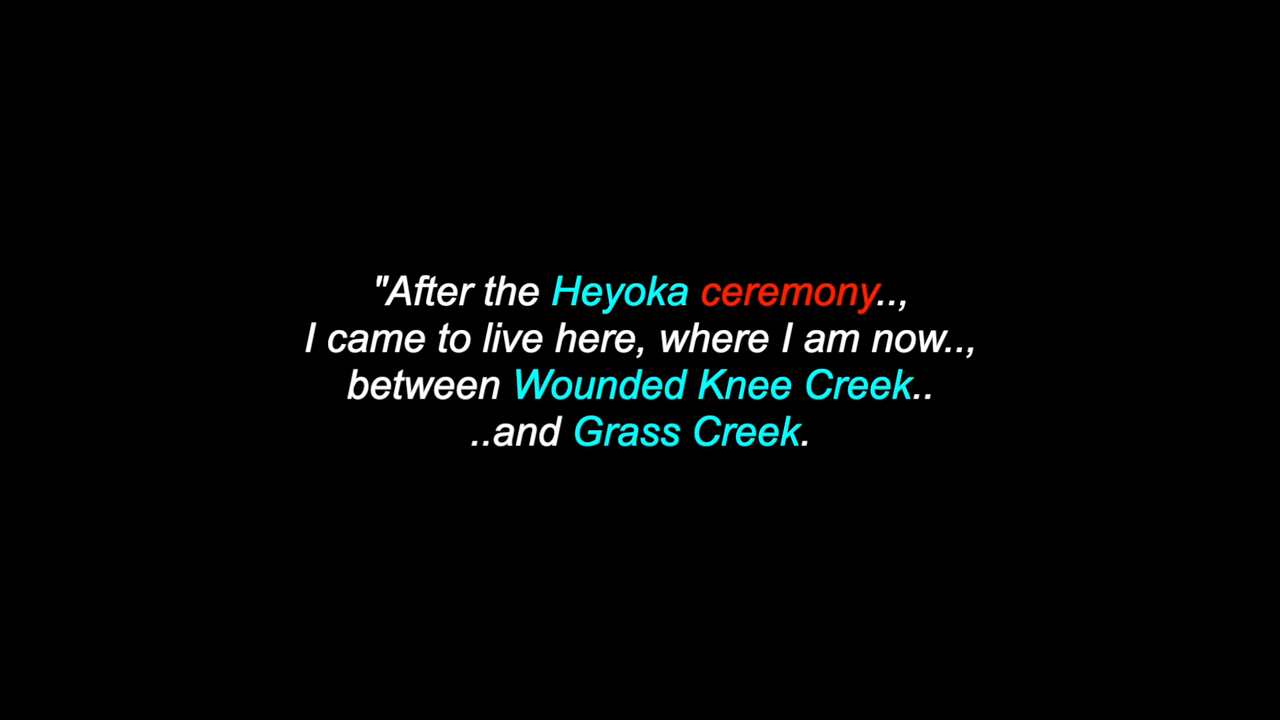 "After the Heyoka ceremony..,
I came to live here, where I am now..,
between Wounded Knee Creek..
..and Grass Creek.